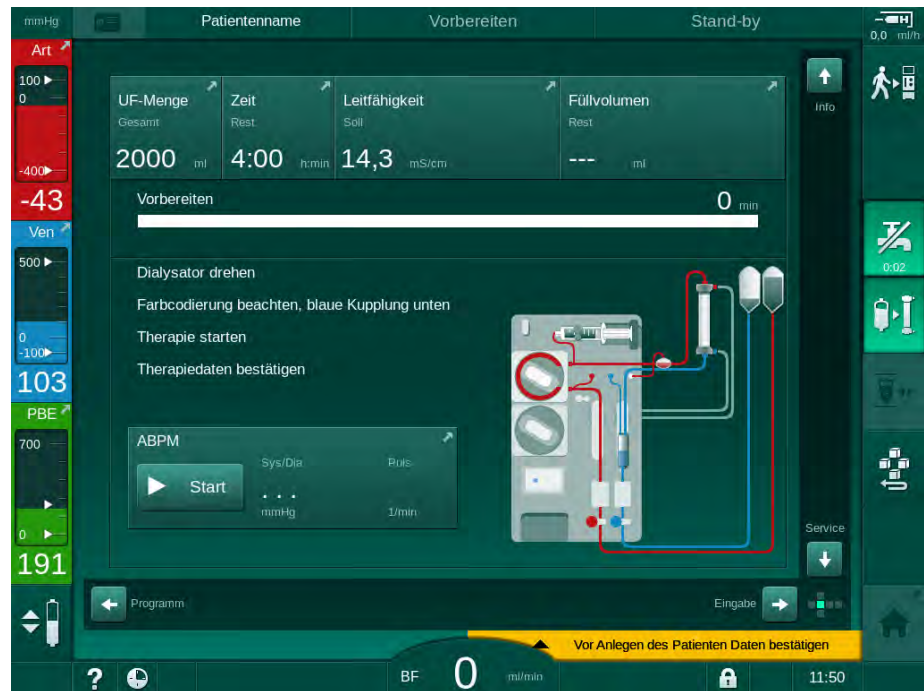 mmHg
Patientenname
Vorbereiten
Stand-by
0,0 ml/h
Art
100
0
-400
-43
Ven
500
0
-100
103
PBE
700
0
191
UF-Menge
Gesamt
2000 ml
Zeit
Rest
4:00 h:min
Leitfähigkeit
Soll
14,3 mS/cm
Füllvolumen
Rest
--- ml
Info
Vorbereiten
0 min
Dialysator drehen
Farbcodierung beachten, blaue Kupplung unten
Therapie starten
Therapiedaten bestätigen
ABPM
Start
Sys/Dia
. . .
mmHg
Puls
1/min
Service
0:02
Programm
Eingabe
Vor Anlegen des Patienten Daten bestätigen
?
BF 0 ml/min
11:50